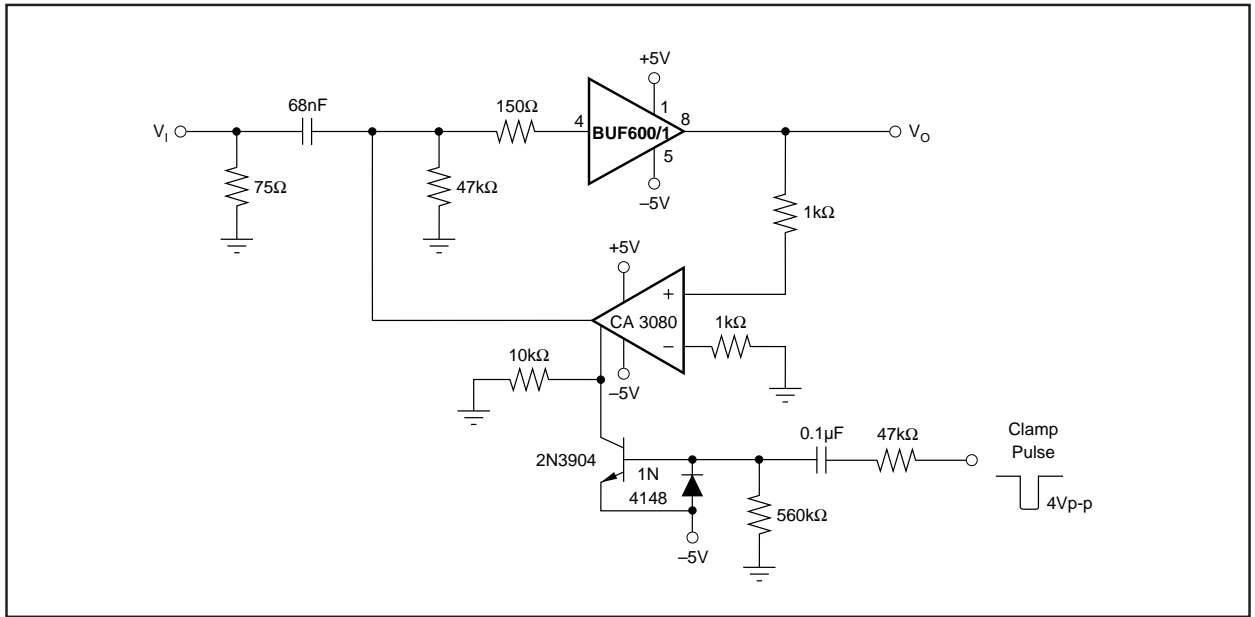 +5V
68nF
150Ω
1
V_I
4
BUF600/1
8
V_O
5
75Ω
47kΩ
–5V
1kΩ
+5V
+
CA 3080
1kΩ
–
10kΩ
–5V
0.1µF
47kΩ
Clamp
Pulse
2N3904
1N
4148
560kΩ
4Vp-p
–5V